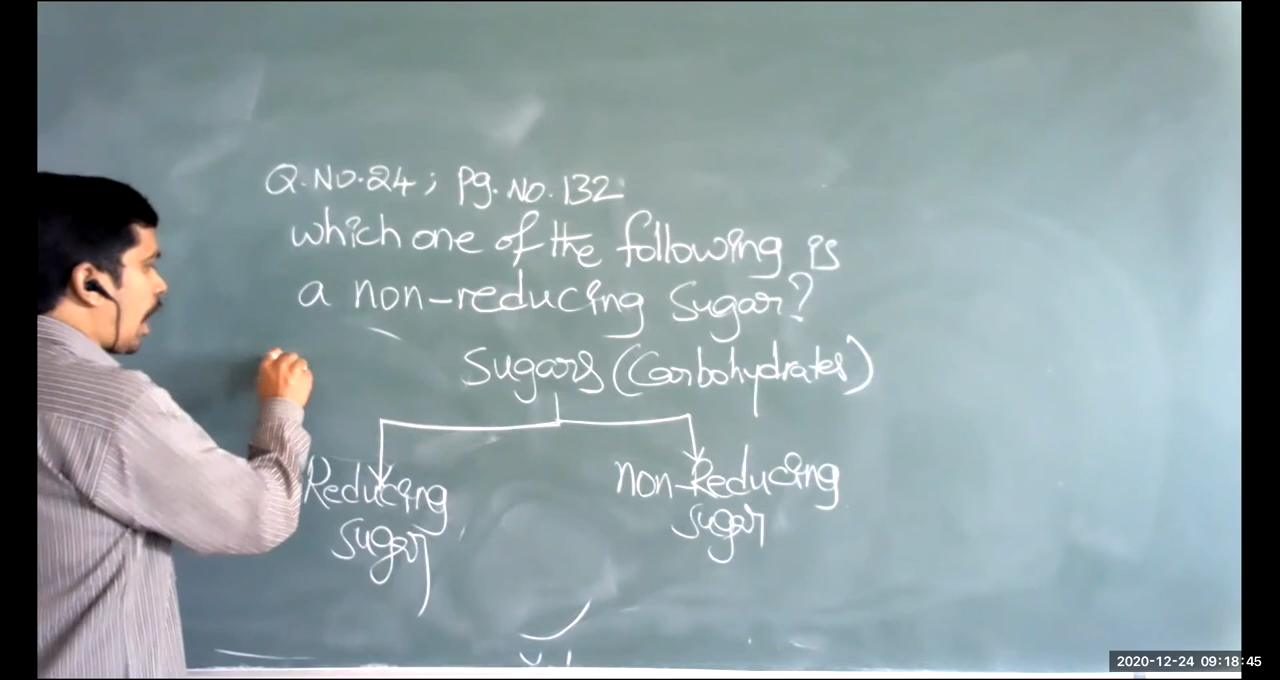 Q.No.24; Pg.No.132
which one of the following is
a non-reducing sugar?
Sugars (Carbohydrates)
Reducing
sugar
non-Reducing
sugar
2020-12-24 09:18:45